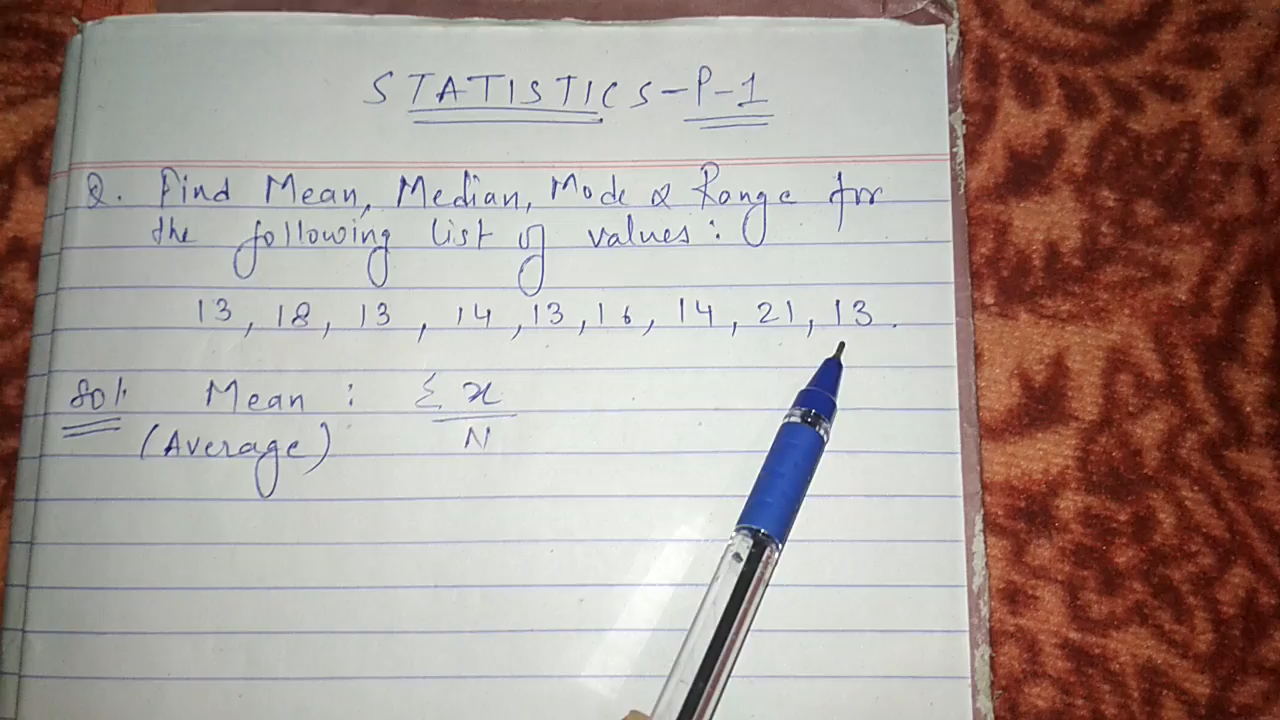 STATISTICS-P-1
Q. Find Mean, Median, Mode & Range for
the following list of values:
13, 18, 13, 14, 13, 16, 14, 21, 13.
Sol. Mean : Σx
(Average) N